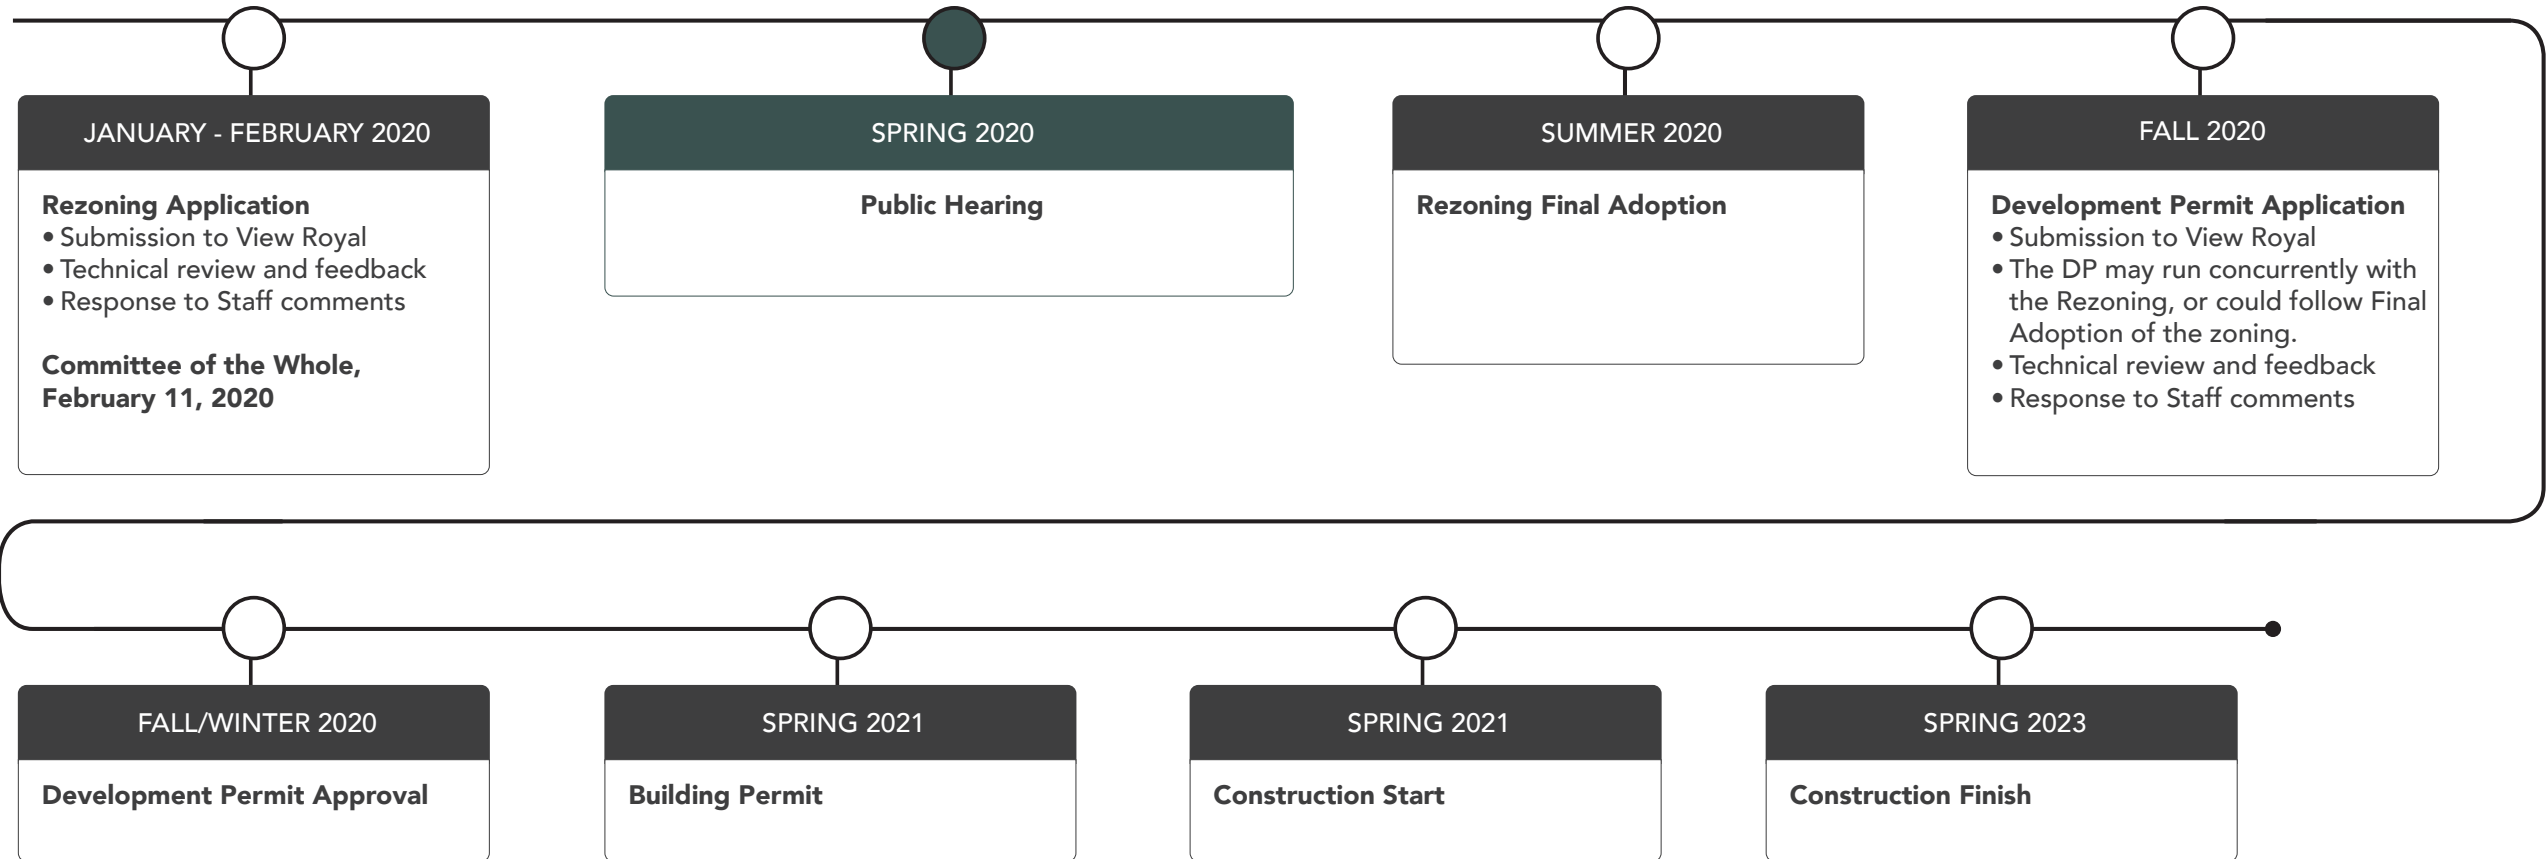 JANUARY - FEBRUARY 2020
Rezoning Application
• Submission to View Royal
• Technical review and feedback
• Response to Staff comments
Committee of the Whole,
February 11, 2020
SPRING 2020
Public Hearing
SUMMER 2020
Rezoning Final Adoption
FALL 2020
Development Permit Application
• Submission to View Royal
• The DP may run concurrently with
the Rezoning, or could follow Final
Adoption of the zoning.
• Technical review and feedback
• Response to Staff comments
FALL/WINTER 2020
Development Permit Approval
SPRING 2021
Building Permit
SPRING 2021
Construction Start
SPRING 2023
Construction Finish